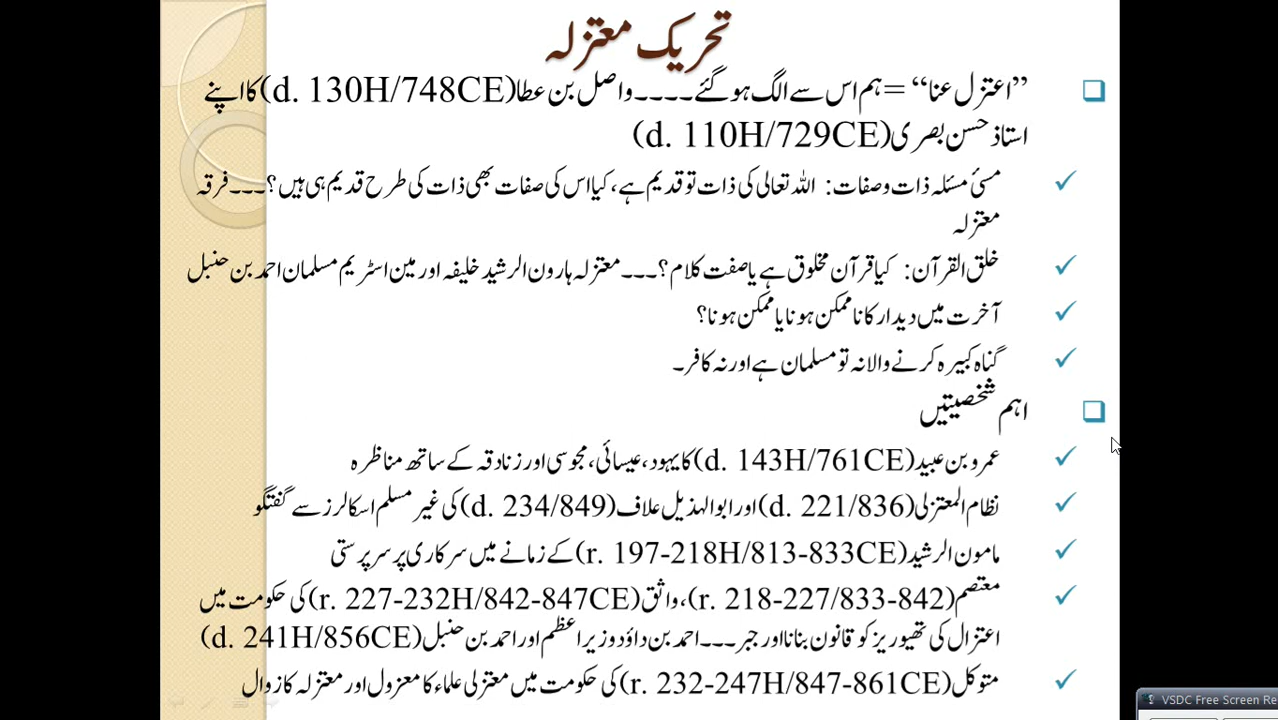 تحریک معتزلہ
”اعتزل عنا“ = ہم اس سے الگ ہو گئے۔۔۔۔ واصل بن عطا (d. 130H/748CE) کا اپنے
استاذ حسن بصری (d. 110H/729CE)
مسئ مسئلہ ذات و صفات: اللہ تعالی کی ذات تو قدیم ہے، کیا اس کی صفات بھی ذات کی طرح قدیم ہی ہیں؟۔۔۔ فرقہ
معتزلہ
خلق القرآن: کیا قرآن مخلوق ہے یا صفت کلام؟۔۔۔ معتزلہ ہارون الرشید خلیفہ اور مین اسٹریم مسلمان احمد بن حنبل
آخرت میں دیدار کا ناممکن ہونا یا ممکن ہونا؟
گناہ کبیرہ کرنے والا نہ تو مسلمان ہے اور نہ کافر۔
اہم شخصیتیں
عمرو بن عبید (d. 143H/761CE) کا یہود، عیسائی، مجوسی اور زنادقہ کے ساتھ مناظرہ
نظام المعتزلی (d. 221/836) اور ابو الہذیل علاف (d. 234/849) کی غیر مسلم اسکالرز سے گفتگو
مامون الرشید (r. 197-218H/813-833CE) کے زمانے میں سرکاری پر سرپرستی
معتصم (r. 218-227/833-842)، واثق (r. 227-232H/842-847CE) کی حکومت میں
اعتزال کی تھیوریز کو قانون بنانا اور جبر۔۔۔ احمد بن داؤد وزیر اعظم اور احمد بن حنبل (d. 241H/856CE)
متوکل (r. 232-247H/847-861CE) کی حکومت میں معتزلی علماء کا معزول اور معتزلہ کا زوال
VSDC Free Screen Re